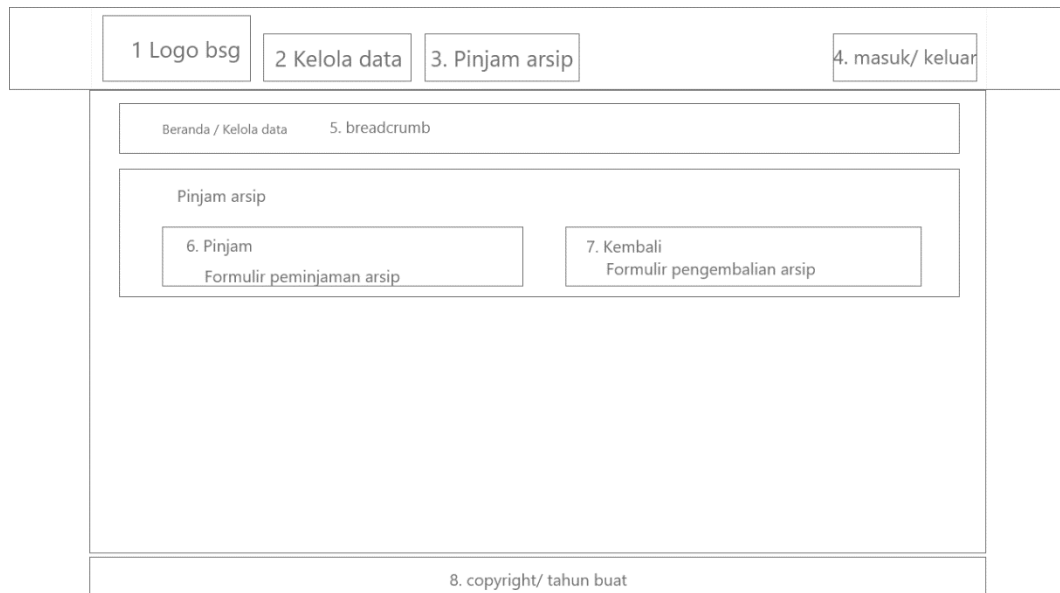 1 Logo bsg
2 Kelola data
3. Pinjam arsip
4. masuk/ keluar
Beranda / Kelola data
5. breadcrumb
Pinjam arsip
6. Pinjam
Formulir peminjaman arsip
7. Kembali
Formulir pengembalian arsip
8. copyright/ tahun buat